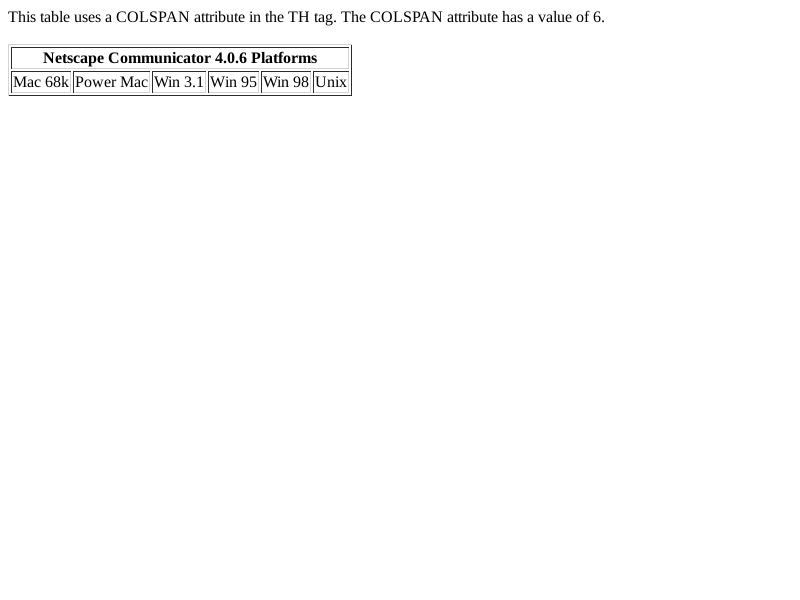 This table uses a COLSPAN attribute in the TH tag. The COLSPAN attribute has a value of 6.
Netscape Communicator 4.0.6 Platforms
Mac 68k Power Mac Win 3.1 Win 95 Win 98 Unix